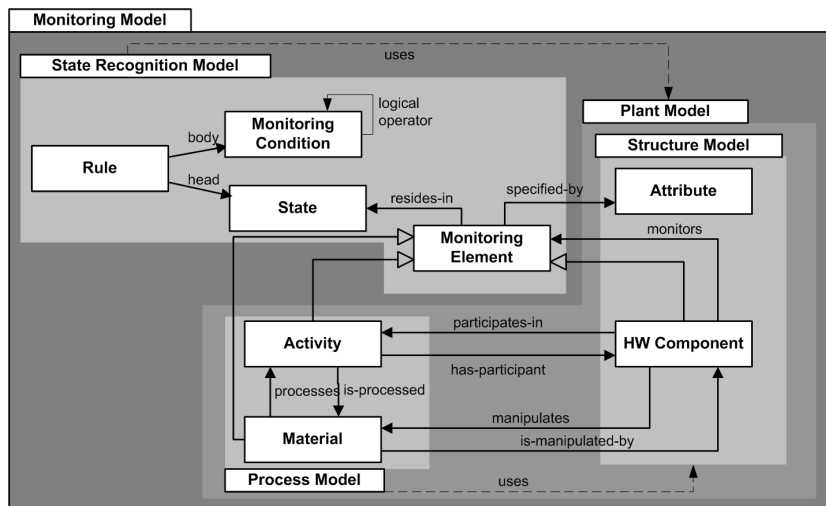 Monitoring Model
State Recognition Model
uses
Plant Model
Structure Model
logical
operator
Monitoring
Condition
body
Rule
head
State
resides-in
specified-by
Attribute
Monitoring
Element
monitors
Activity
participates-in
HW Component
has-participant
processes
is-processed
manipulates
Material
is-manipulated-by
Process Model
uses